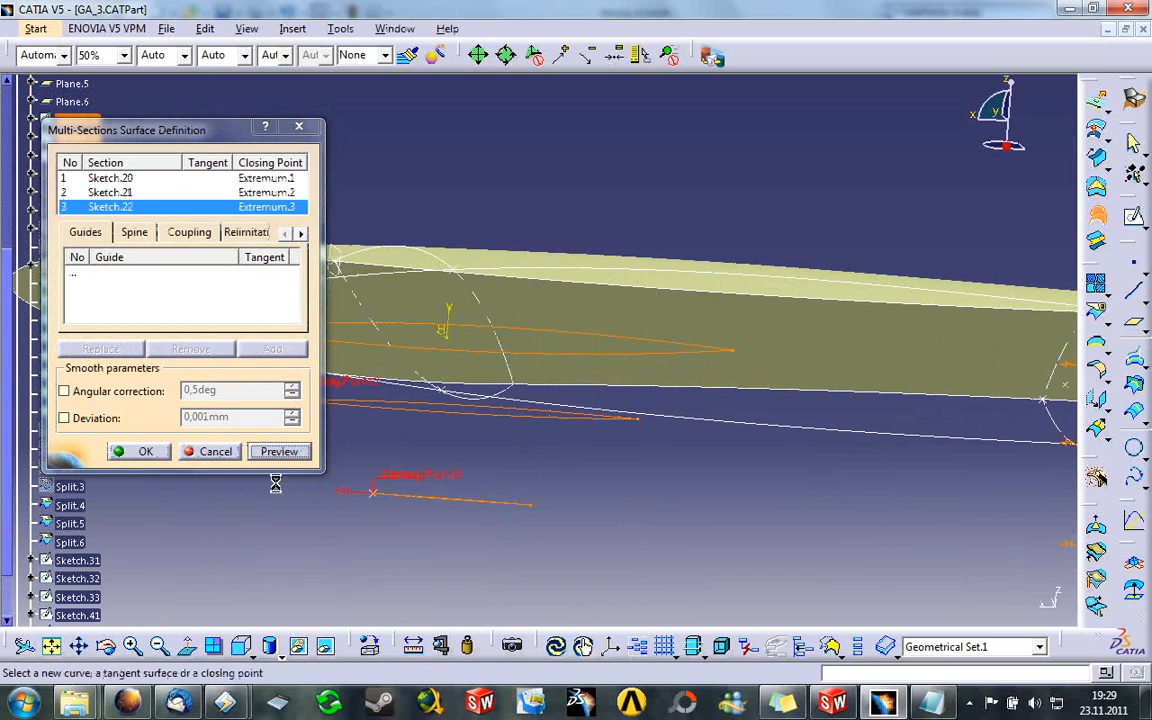 CATIA V5 - [GA_3.CATPart]
Start ENOVIA V5 VPM File Edit View Insert Tools Window Help
Autom 50% Auto Auto Aut Aut None
Plane.5
Plane.6
Multi-Sections Surface Definition ?
No Section Tangent Closing Point
1 Sketch.20 Extremum.1
2 Sketch.21 Extremum.2
3 Sketch.22 Extremum.3
Guides Spine Coupling Relimitati
No Guide Tangent
...
Replace Remove Add
Smooth parameters
Angular correction: 0,5deg
Deviation: 0,001mm
OK Cancel Preview
z
x
y
y
H
Split.3
Split.4
Split.5
Split.6
Sketch.31
Sketch.32
Sketch.33
Sketch.41
z
Geometrical Set.1
CATIA
Select a new curve; a tangent surface or a closing point
19:29
23.11.2011